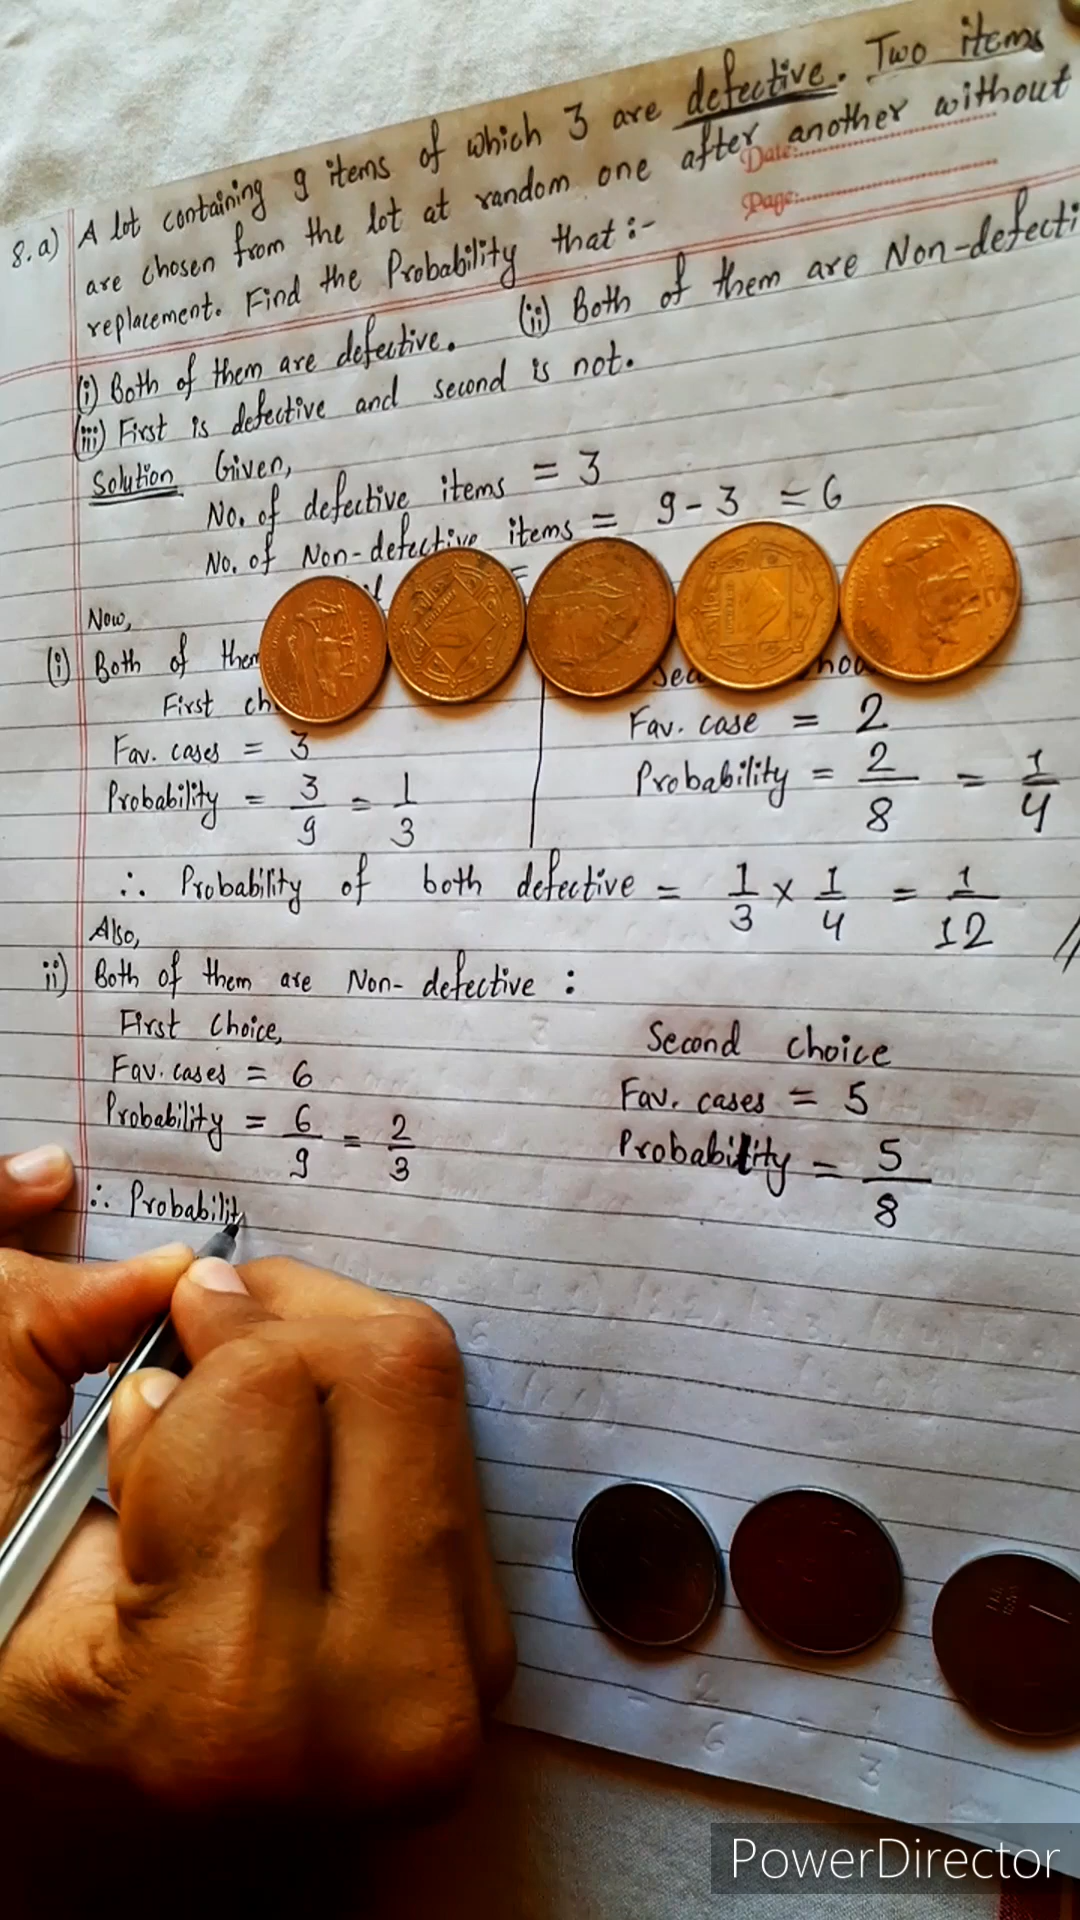 8.a) A lot containing 9 items of which 3 are defective. Two items
are chosen from the lot at random one after another without
Date:
Page:
replacement. Find the Probability that :-
(i) Both of them are defective. (ii) Both of them are Non-defecti
(iii) First is defective and second is not.
Solution Given,
No. of defective items = 3
No. of Non-defective items = 9 - 3 = 6
=
Now,
(i) Both of them
First ch
Fav. cases = 3
Probability = 3/9 = 1/3
Fav. case = 2
Probability = 2/8 = 1/4
∴ Probability of both defective = 1/3 × 1/4 = 1/12 //
Also,
ii) Both of them are Non-defective :
First choice,
Fav. cases = 6
Probability = 6/9 = 2/3
Second choice
Fav. cases = 5
Probability = 5/8
∴ Probabilit
PowerDirector